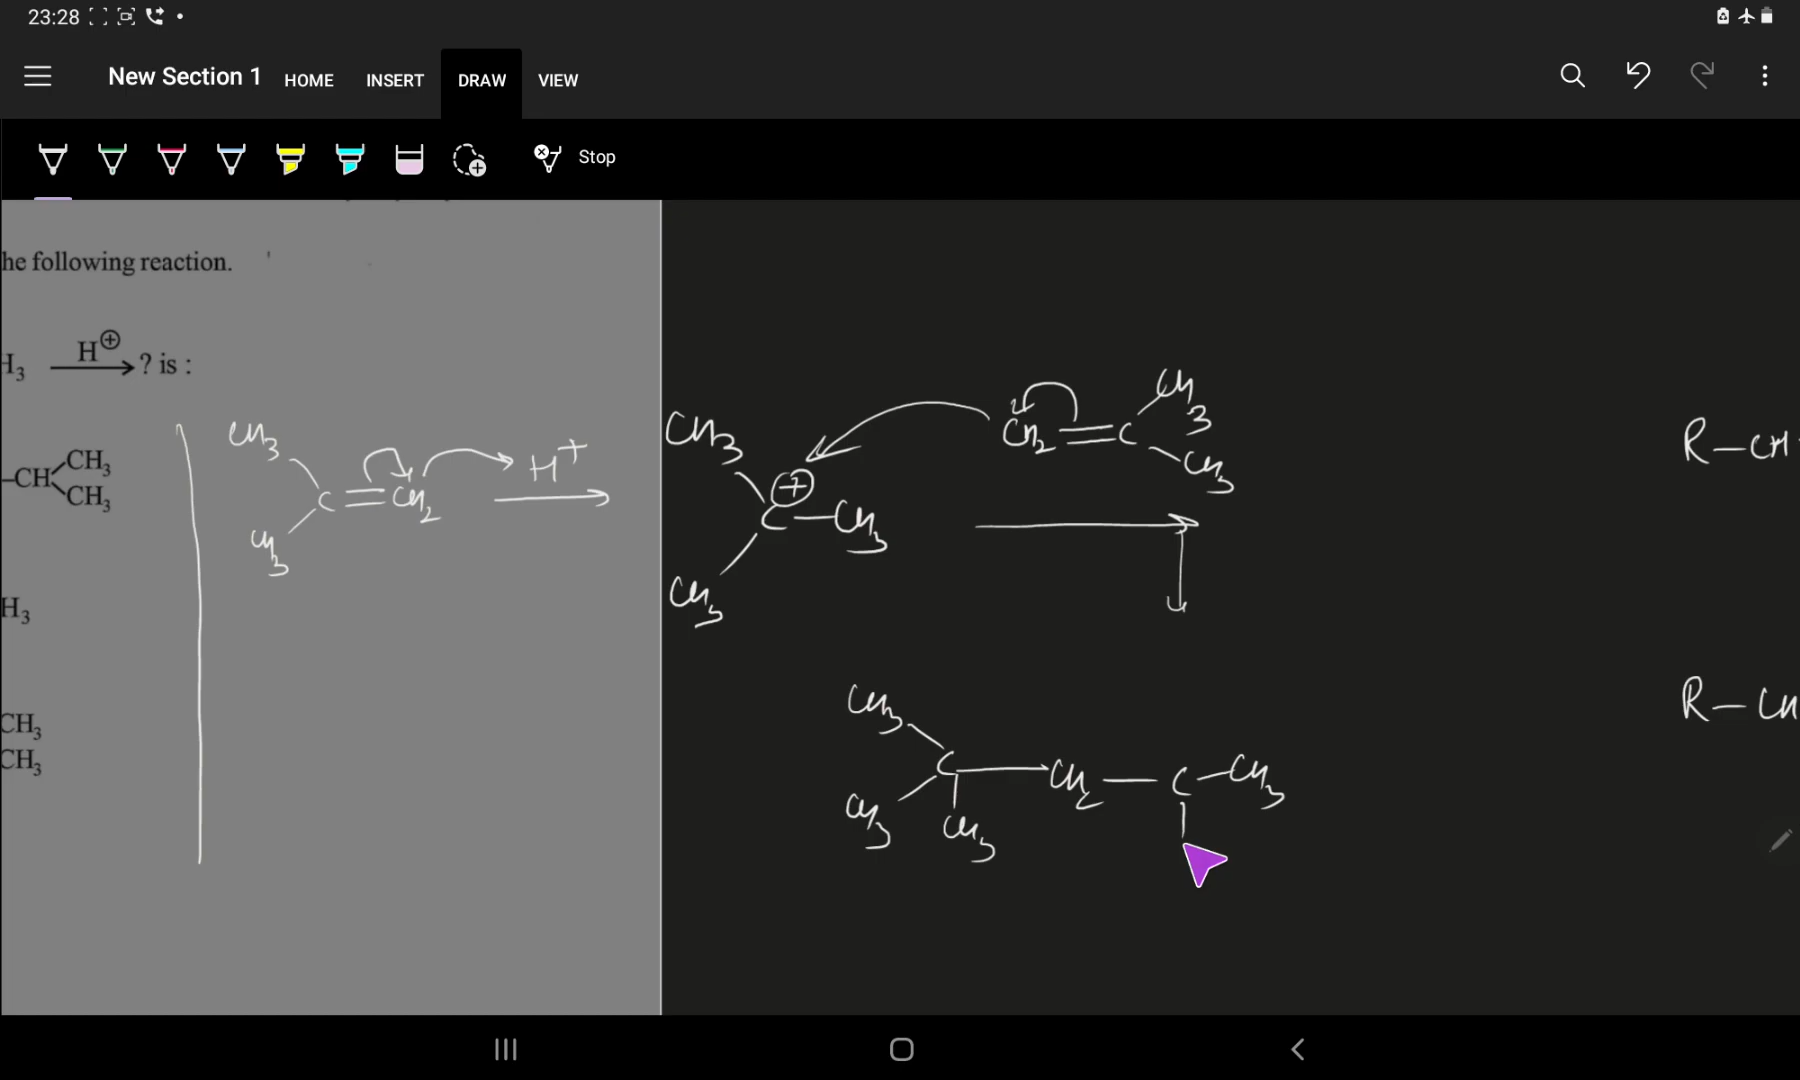 23:28
New Section 1 HOME INSERT DRAW VIEW
Stop
he following reaction.
H₃ H⊕ → ? is :
–CH CH₃ CH₃
H₃
CH₃
CH₃
CH₃ CH₃ C=CH₂ H⁺ →
CH₃ CH₃ C⊕–CH₃ CH₂=C CH₃ CH₃ →
CH₃ CH₃ CH₃ C–CH₂–C–CH₃
R–CH
R–CH